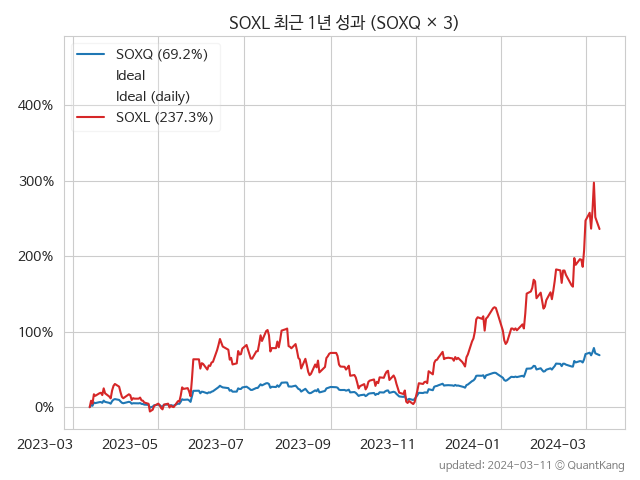 SOXL 최근 1년 성과 (SOXQ × 3)
SOXQ (69.2%)
Ideal
Ideal (daily)
SOXL (237.3%)
400%
300%
200%
100%
0%
2023-03 2023-05 2023-07 2023-09 2023-11 2024-01 2024-03
updated: 2024-03-11 © QuantKang